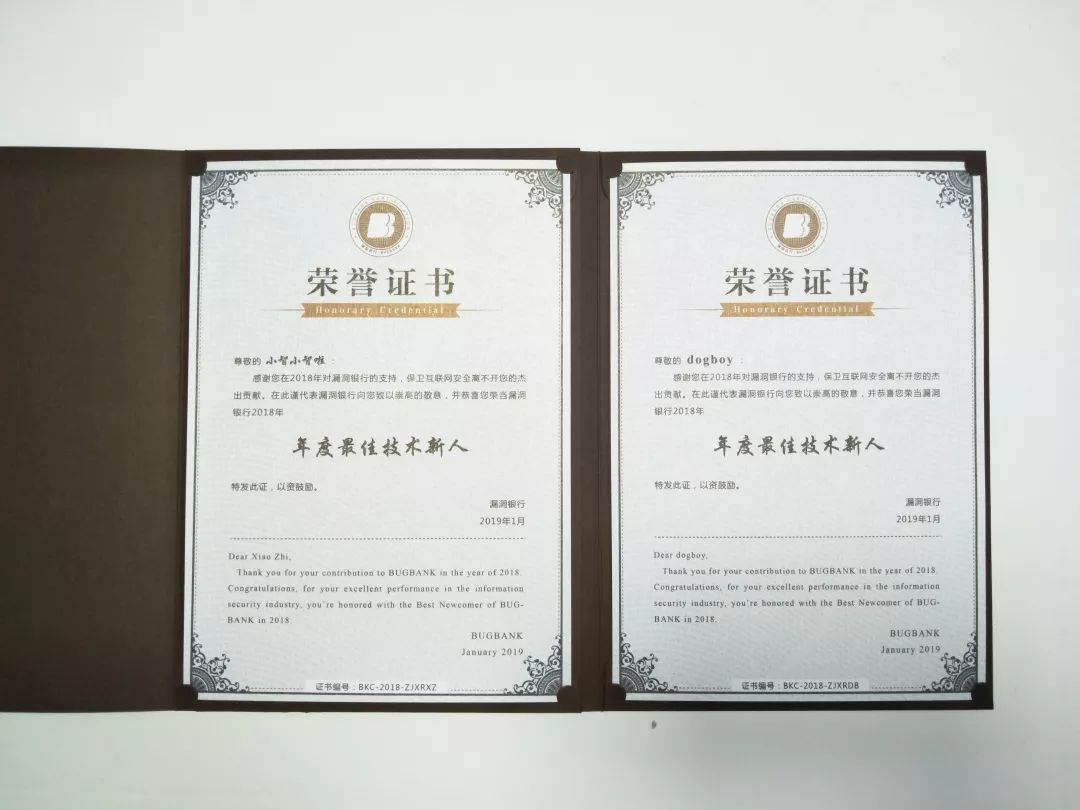 荣誉证书
Honorary Credential
尊敬的 小智小智啦 ：
感谢您在2018年对漏洞银行的支持，保卫互联网安全离不开您的杰
出贡献。在此谨代表漏洞银行向您致以崇高的敬意，并恭喜您荣当漏洞
银行2018年
年度最佳技术新人
特发此证，以资鼓励。
漏洞银行
2019年1月
Dear Xiao Zhi,
Thank you for your contribution to BUGBANK in the year of 2018.
Congratulations, for your excellent performance in the information
security industry, you're honored with the Best Newcomer of BUG-
BANK in 2018.
BUGBANK
January 2019
证书编号：BKC-2018-ZJXRXZ
荣誉证书
Honorary Credential
尊敬的 dogboy ：
感谢您在2018年对漏洞银行的支持，保卫互联网安全离不开您的杰
出贡献。在此谨代表漏洞银行向您致以崇高的敬意，并恭喜您荣当漏洞
银行2018年
年度最佳技术新人
特发此证，以资鼓励。
漏洞银行
2019年1月
Dear dogboy,
Thank you for your contribution to BUGBANK in the year of 2018.
Congratulations, for your excellent performance in the information
security industry, you're honored with the Best Newcomer of BUG-
BANK in 2018.
BUGBANK
January 2019
证书编号：BKC-2018-ZJXRDB